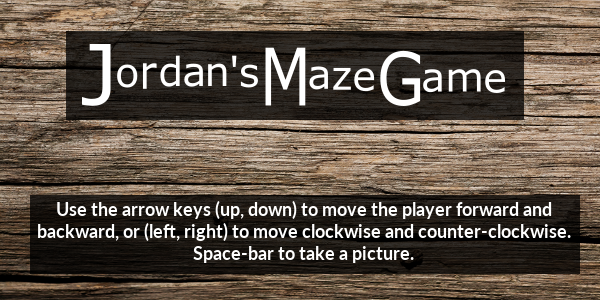 Jordan's Maze Game
Use the arrow keys (up, down) to move the player forward and
backward, or (left, right) to move clockwise and counter-clockwise.
Space-bar to take a picture.